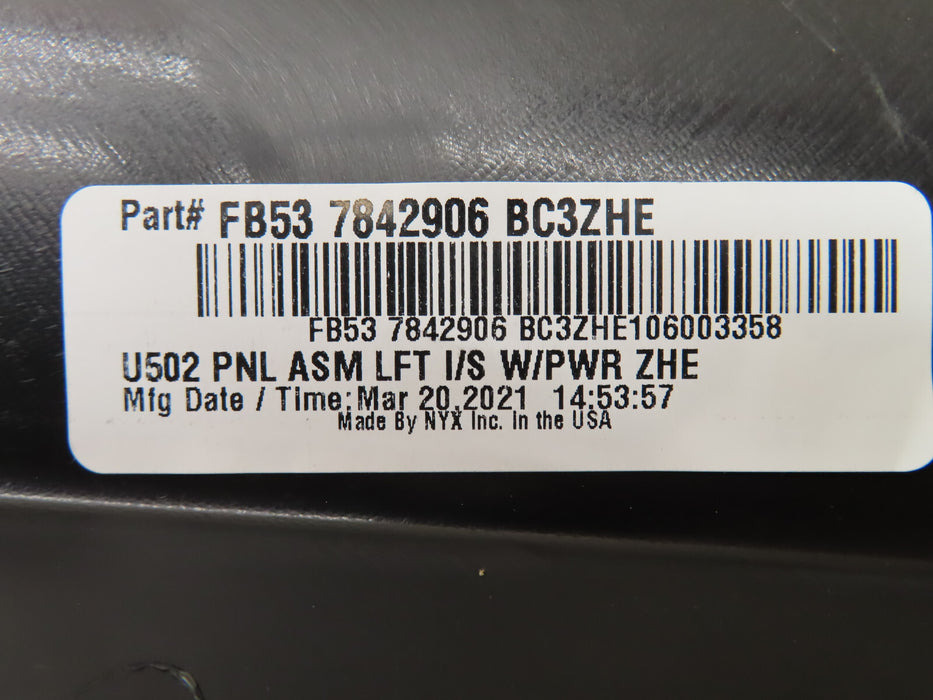 Part# FB53 7842906 BC3ZHE
FB53 7842906 BC3ZHE106003358
U502 PNL ASM LFT I/S W/PWR ZHE
Mfg Date / Time: Mar 20,2021 14:53:57
Made By NYX Inc. In the USA